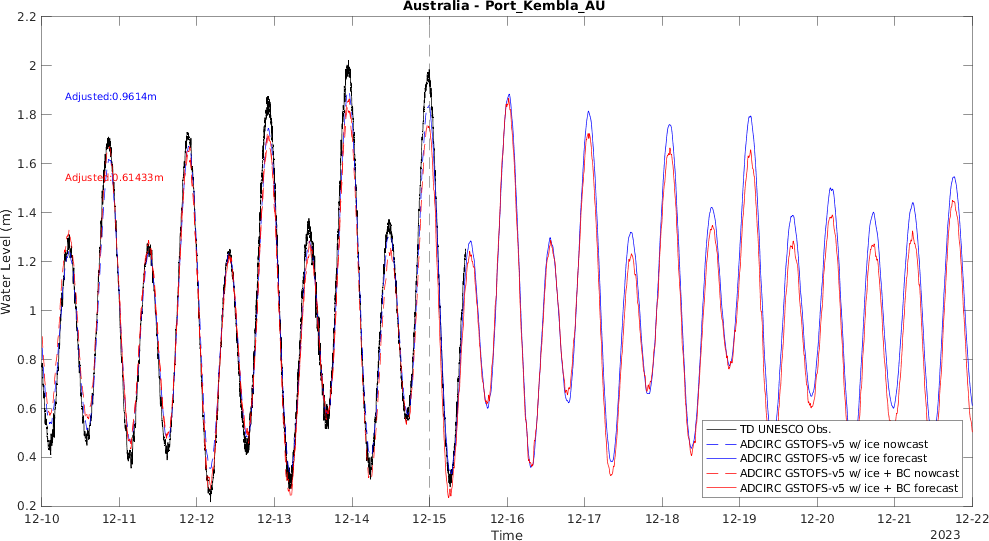 Australia - Port_Kembla_AU
2.2
2
1.8
1.6
1.4
1.2
1
0.8
0.6
0.4
0.2
Water Level (m)
Adjusted:0.9614m
Adjusted:0.61433m
TD UNESCO Obs.
ADCIRC GSTOFS-v5 w/ ice nowcast
ADCIRC GSTOFS-v5 w/ ice forecast
ADCIRC GSTOFS-v5 w/ ice + BC nowcast
ADCIRC GSTOFS-v5 w/ ice + BC forecast
12-10 12-11 12-12 12-13 12-14 12-15 12-16 12-17 12-18 12-19 12-20 12-21 12-22
Time
2023